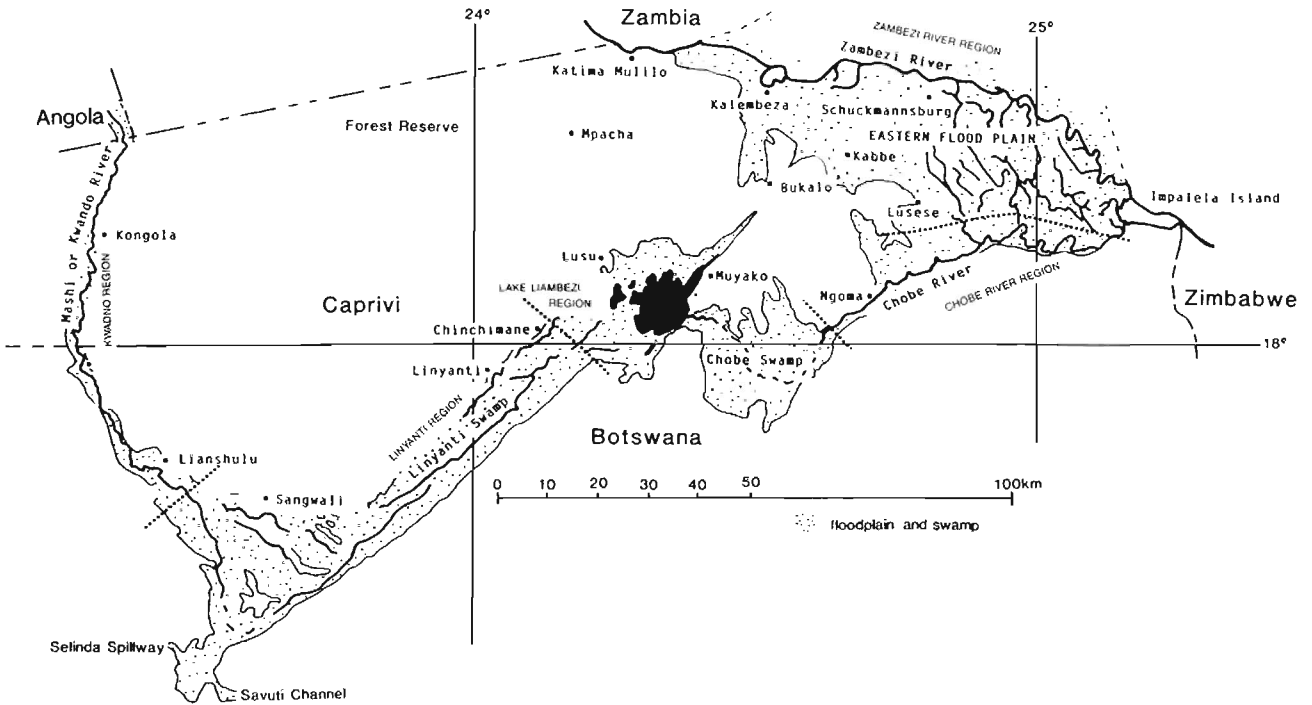 24°
Zambia
25°
ZAMBEZI RIVER REGION
Zambezi River
Katima Mulilo
Angola
Kalembeza
Schuckmannsburg
Forest Reserve
Mpacha
EASTERN FLOOD PLAIN
Kabbe
Mashi or Kwando River
Bukalo
Impalela Island
Lusese
Kongola
KWADNO REGION
Lusu
Muyako
LAKE LIAMBEZI
REGION
Ngoma
Chobe River
CHOBE RIVER REGION
Caprivi
Zimbabwe
Chinchimane
18°
Chobe Swamp
Linyanti
LINYANTI REGION
Linyanti Swamp
Botswana
Lianshulu
Sangwali
0 10 20 30 40 50 100km
floodplain and swamp
Selinda Spillway
Savuti Channel